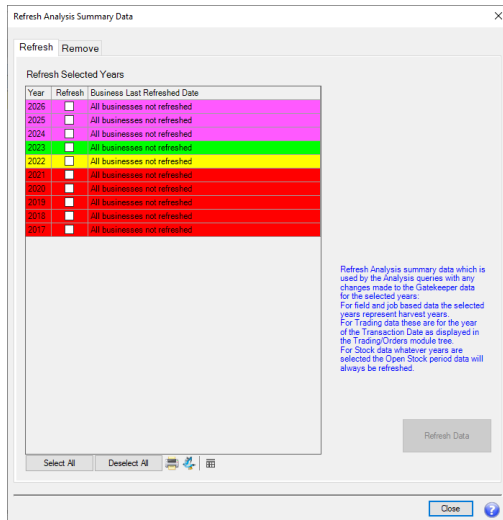 Refresh Analysis Summary Data
Refresh Remove
Refresh Selected Years
Year Refresh Business Last Refreshed Date
2026 All businesses not refreshed
2025 All businesses not refreshed
2024 All businesses not refreshed
2023 All businesses not refreshed
2022 All businesses not refreshed
2021 All businesses not refreshed
2020 All businesses not refreshed
2019 All businesses not refreshed
2018 All businesses not refreshed
2017 All businesses not refreshed
Refresh Analysis summary data which is
used by the Analysis queries with any
changes made to the Gatekeeper data
for the selected years:
For field and job based data the selected
years represent harvest years.
For Trading data these are for the year
of the Transaction Date as displayed in
the Trading/Orders module tree.
For Stock data whatever years are
selected the Open Stock period data will
always be refreshed.
Refresh Data
Select All Deselect All
Close